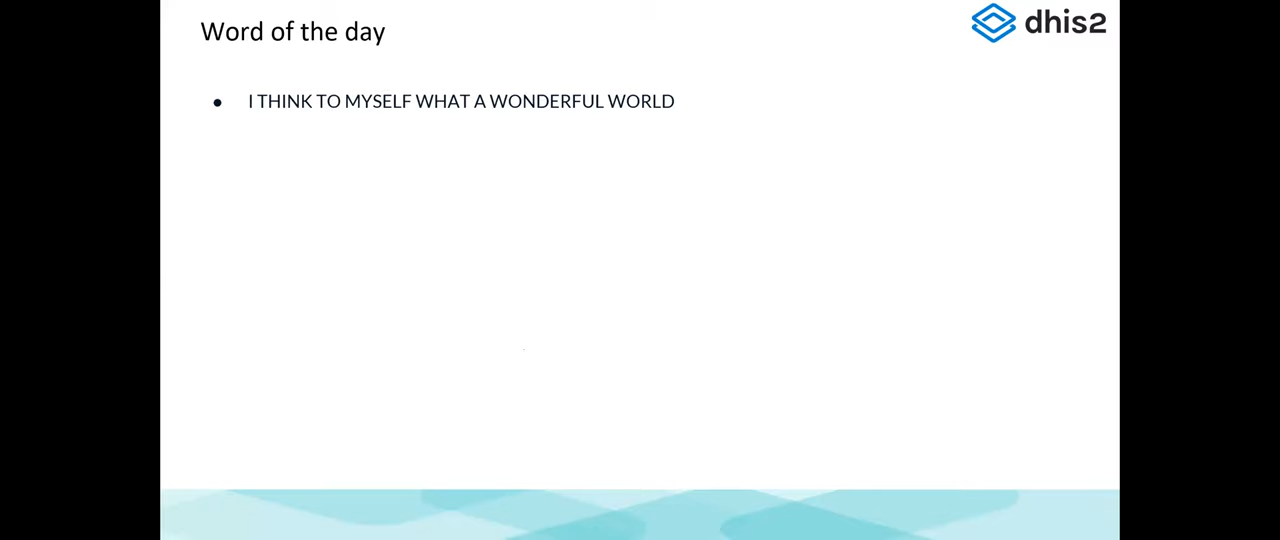 Word of the day
dhis2
● I THINK TO MYSELF WHAT A WONDERFUL WORLD